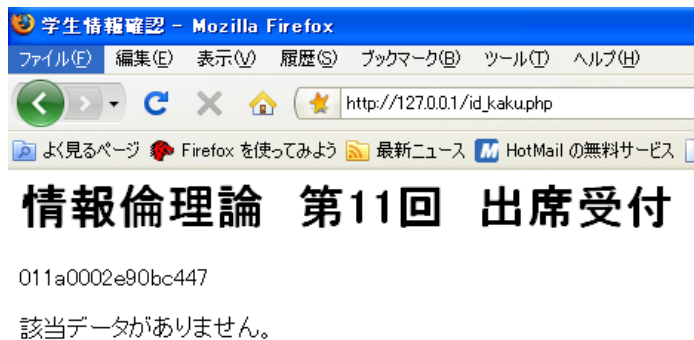 学生情報確認 - Mozilla Firefox
ファイル(F) 編集(E) 表示(V) 履歴(S) ブックマーク(B) ツール(T) ヘルプ(H)
http://127.0.0.1/id_kaku.php
よく見るページ Firefox を使ってみよう 最新ニュース HotMail の無料サービス
情報倫理論 第11回 出席受付
011a0002e90bc447
該当データがありません。